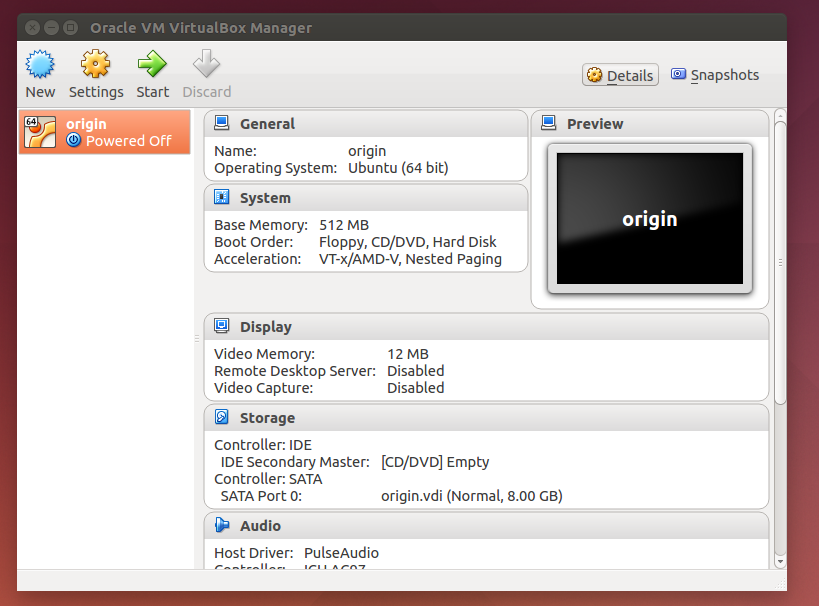 Oracle VM VirtualBox Manager
New Settings Start Discard
Details Snapshots
64
origin
Powered Off
General
Name: origin
Operating System: Ubuntu (64 bit)
System
Base Memory: 512 MB
Boot Order: Floppy, CD/DVD, Hard Disk
Acceleration: VT-x/AMD-V, Nested Paging
Preview
origin
Display
Video Memory: 12 MB
Remote Desktop Server: Disabled
Video Capture: Disabled
Storage
Controller: IDE
IDE Secondary Master: [CD/DVD] Empty
Controller: SATA
SATA Port 0: origin.vdi (Normal, 8.00 GB)
Audio
Host Driver: PulseAudio
Controller: ICH AC97